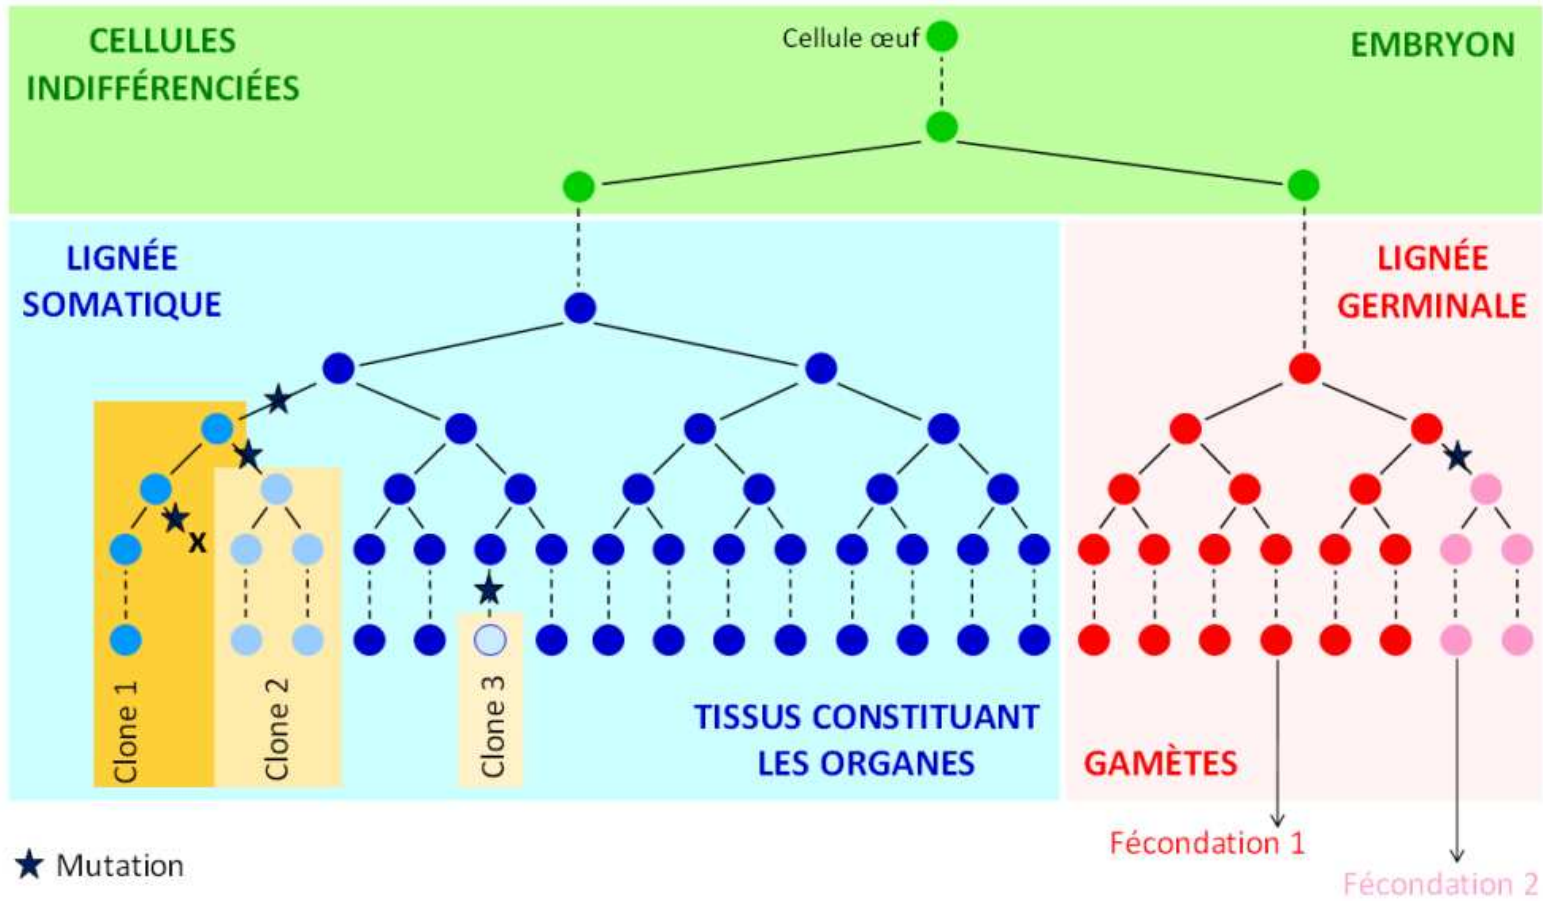 CELLULES
INDIFFÉRENCIÉES
Cellule œuf
EMBRYON
LIGNÉE
SOMATIQUE
LIGNÉE
GERMINALE
x
Clone 1
Clone 2
Clone 3
TISSUS CONSTITUANT
LES ORGANES
GAMÈTES
Mutation
Fécondation 1
Fécondation 2